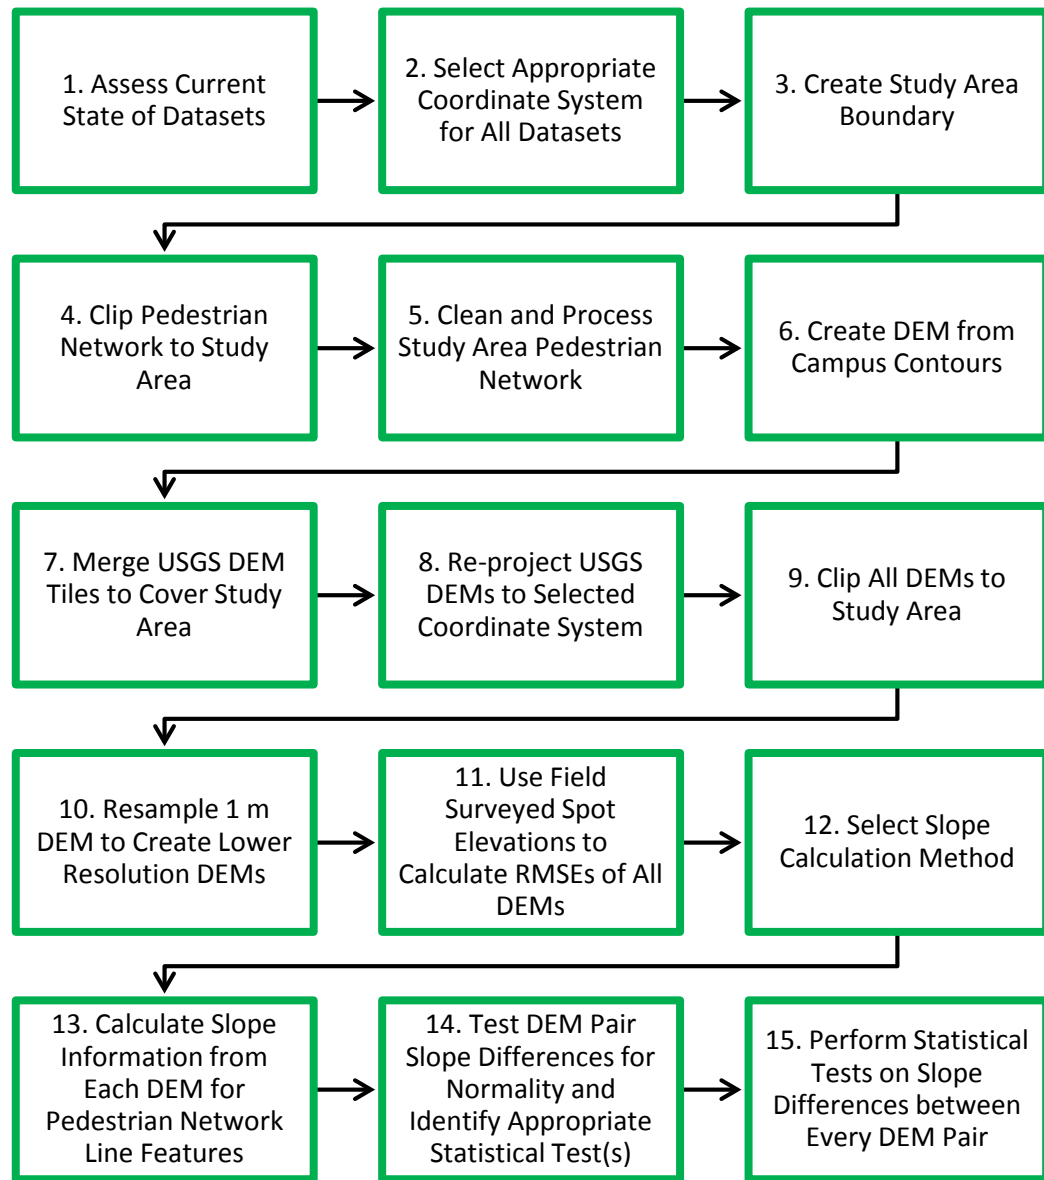 1. Assess Current
State of Datasets
2. Select Appropriate
Coordinate System
for All Datasets
3. Create Study Area
Boundary
4. Clip Pedestrian
Network to Study
Area
5. Clean and Process
Study Area Pedestrian
Network
6. Create DEM from
Campus Contours
7. Merge USGS DEM
Tiles to Cover Study
Area
8. Re-project USGS
DEMs to Selected
Coordinate System
9. Clip All DEMs to
Study Area
10. Resample 1 m
DEM to Create Lower
Resolution DEMs
11. Use Field
Surveyed Spot
Elevations to
Calculate RMSEs of All
DEMs
12. Select Slope
Calculation Method
13. Calculate Slope
Information from
Each DEM for
Pedestrian Network
Line Features
14. Test DEM Pair
Slope Differences for
Normality and
Identify Appropriate
Statistical Test(s)
15. Perform Statistical
Tests on Slope
Differences between
Every DEM Pair